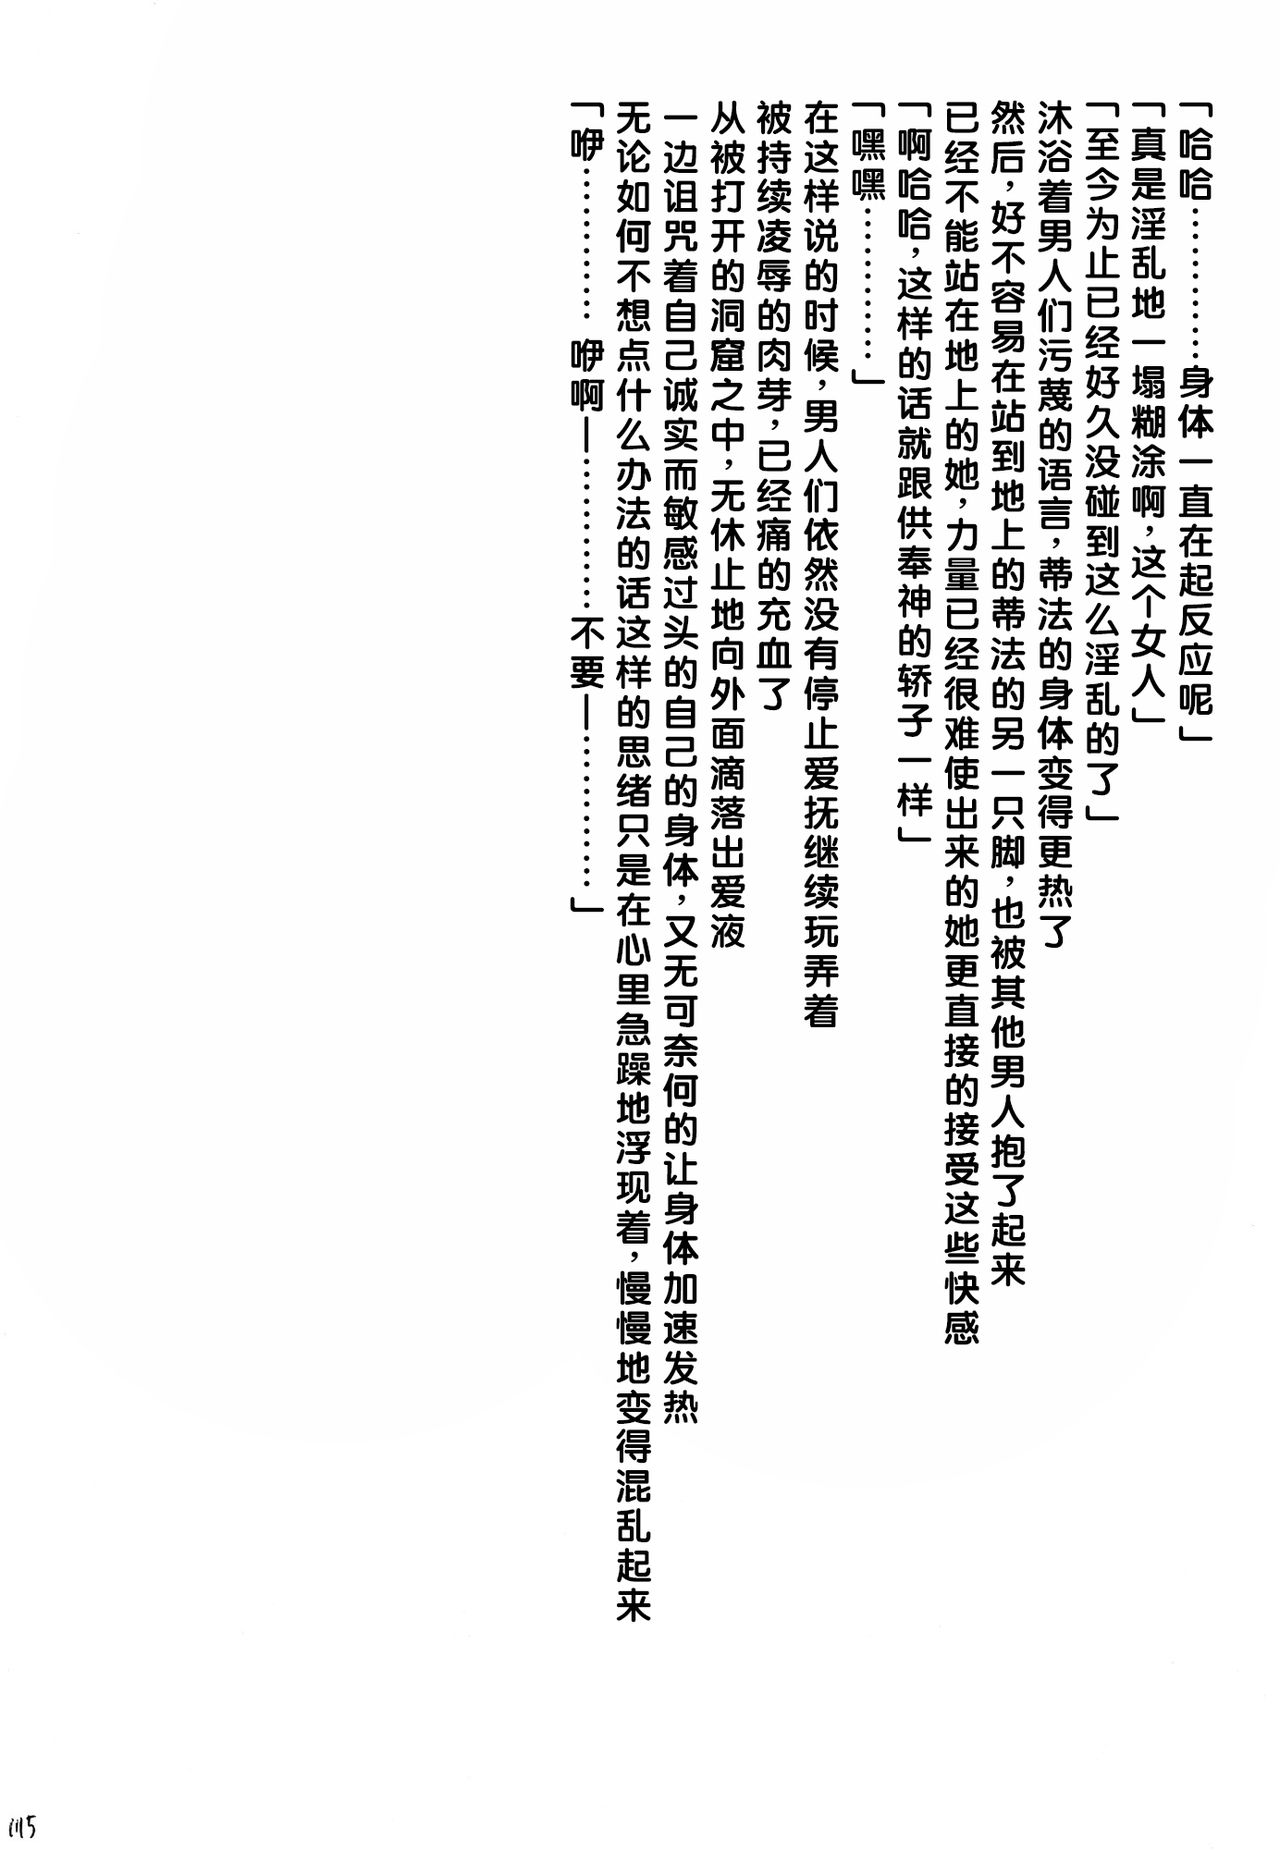 「哈哈…………身体一直在起反应呢」
「真是淫乱地一塌糊涂啊，这个女人」
「至今为止已经好久没碰到这么淫乱的了」
沐浴着男人们污蔑的语言，蒂法的身体变得更热了
然后，好不容易在站到地上的蒂法的另一只脚，也被其他男人抱了起来
已经不能站在地上的她，力量已经很难使出来的她更直接的接受这些快感
「啊哈哈，这样的话就跟供奉神的轿子一样」
「嘿嘿…………」
在这样说的时候，男人们依然没有停止爱抚继续玩弄着
被持续凌辱的肉芽，已经痛的充血了
从被打开的洞窟之中，无休止地向外面滴落出爱液
一边诅咒着自己诚实而敏感过头的自己的身体，又无可奈何的让身体加速发热
无论如何不想点什么办法的话这样的思绪只是在心里急躁地浮现着，慢慢地变得混乱起来
「咿………… 咿啊—…………不要—…………」